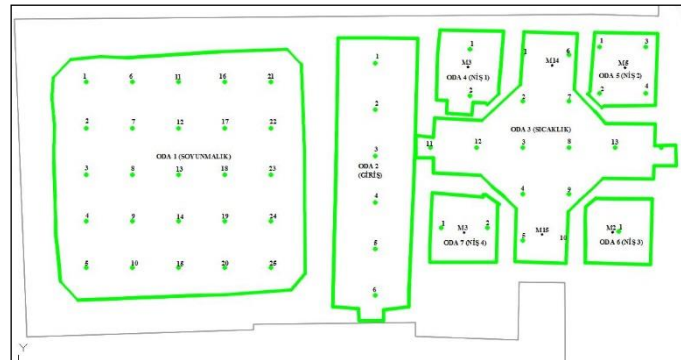 1 6 11 16 21
2 7 12 17 22
ODA 1 (SOYUNMALIK)
3 8 13 18 23
4 9 14 19 24
5 10 15 20 25
1
2
3
ODA 2
(GİRİŞ)
4
5
6
1
M3
ODA 4 (NİŞ 1)
2
1 6
M14
2 7
ODA 3 (SICAKLIK)
11 12 3 8 13
4 9
5 M15 10
1 3
M5
ODA 5 (NİŞ 2)
2 4
1 2
M3
ODA 7 (NİŞ 4)
M2 1
ODA 6 (NİŞ 3)
Y